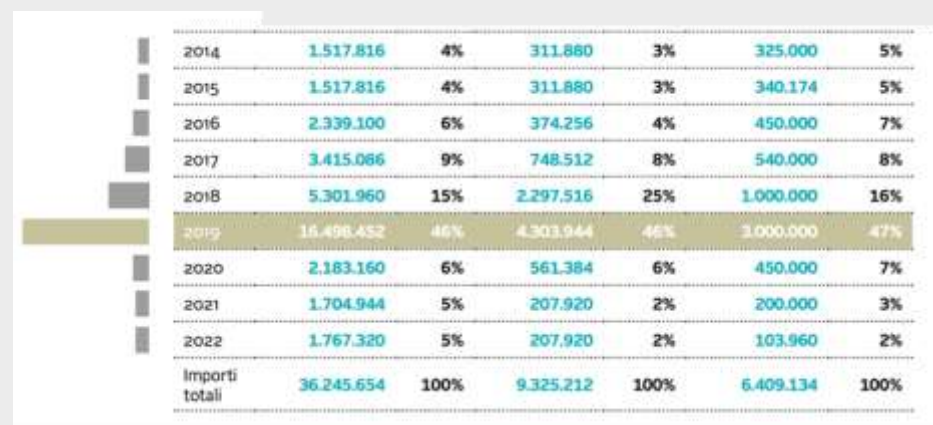 2014 1.517.816 4% 311.880 3% 325.000 5%
2015 1.517.816 4% 311.880 3% 340.174 5%
2016 2.339.100 6% 374.256 4% 450.000 7%
2017 3.415.086 9% 748.512 8% 540.000 8%
2018 5.301.960 15% 2.297.516 25% 1.000.000 16%
2019 16.498.452 46% 4.303.944 46% 3.000.000 47%
2020 2.183.160 6% 561.384 6% 450.000 7%
2021 1.704.944 5% 207.920 2% 200.000 3%
2022 1.767.320 5% 207.920 2% 103.960 2%
Importi
totali 36.245.654 100% 9.325.212 100% 6.409.134 100%